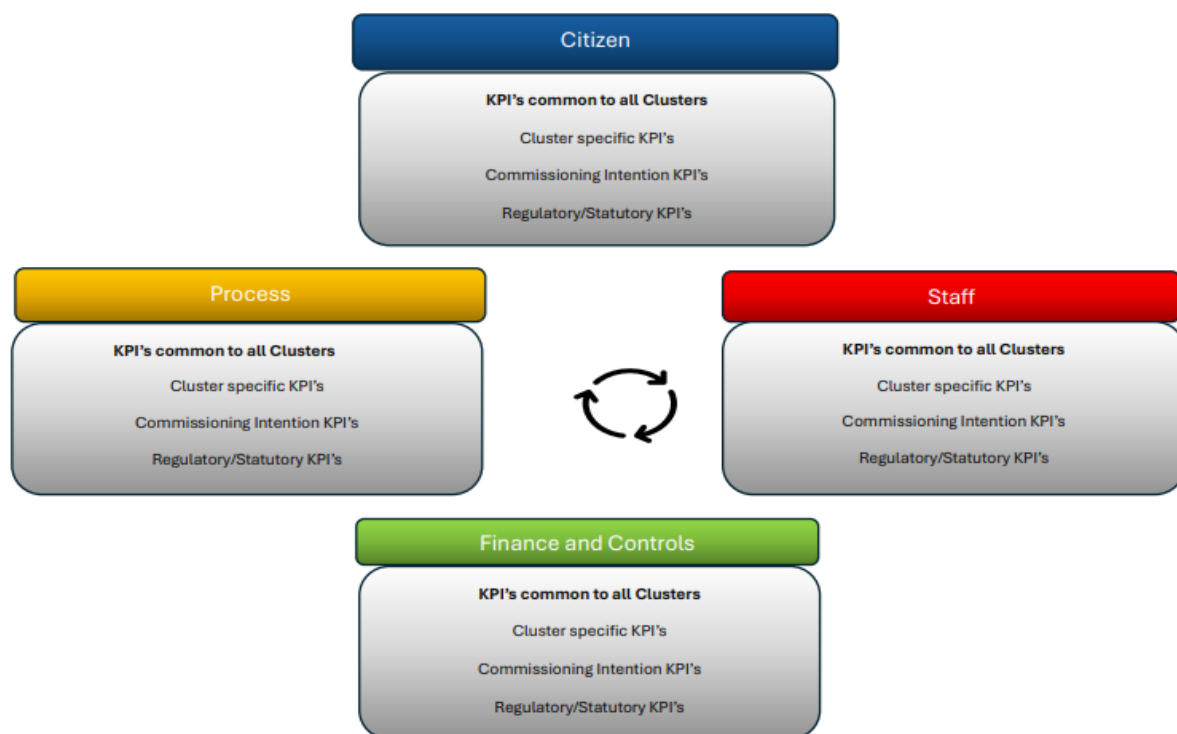 Citizen
KPI’s common to all Clusters
Cluster specific KPI’s
Commissioning Intention KPI’s
Regulatory/Statutory KPI’s
Process
KPI’s common to all Clusters
Cluster specific KPI’s
Commissioning Intention KPI’s
Regulatory/Statutory KPI’s
Staff
KPI’s common to all Clusters
Cluster specific KPI’s
Commissioning Intention KPI’s
Regulatory/Statutory KPI’s
Finance and Controls
KPI’s common to all Clusters
Cluster specific KPI’s
Commissioning Intention KPI’s
Regulatory/Statutory KPI’s